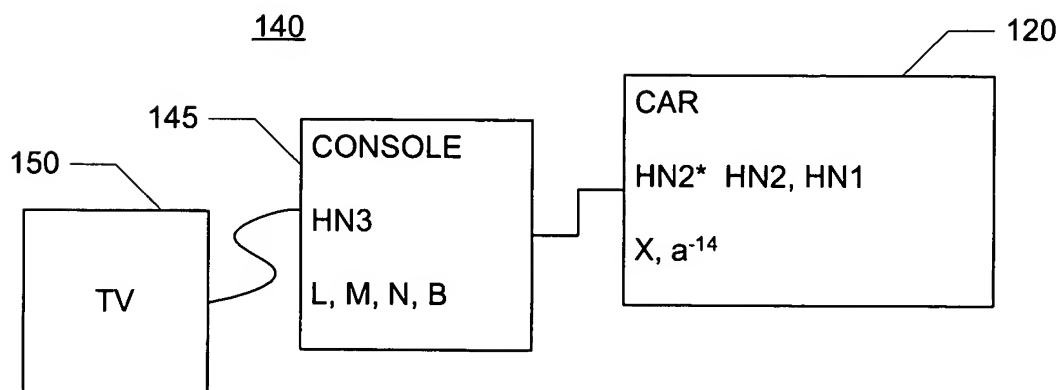 140
120
CAR
HN2* HN2, HN1
X, a⁻¹⁴
145
CONSOLE
HN3
L, M, N, B
150
TV